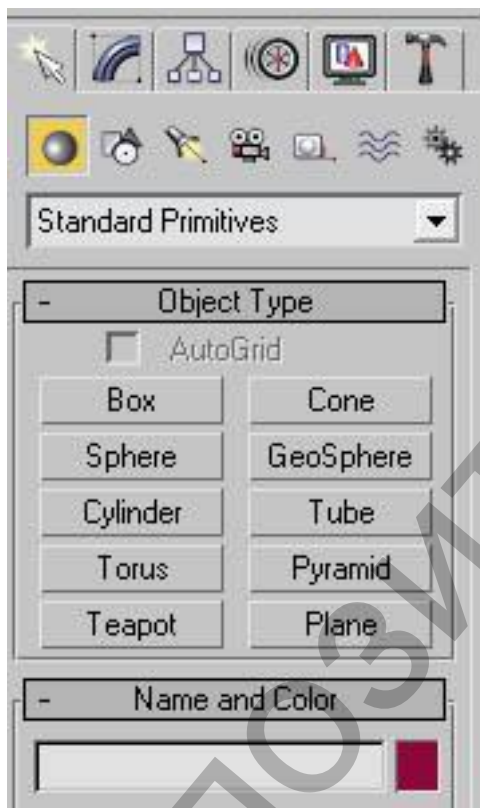 Standard Primitives
- Object Type
AutoGrid
Box Cone
Sphere GeoSphere
Cylinder Tube
Torus Pyramid
Teapot Plane
- Name and Color